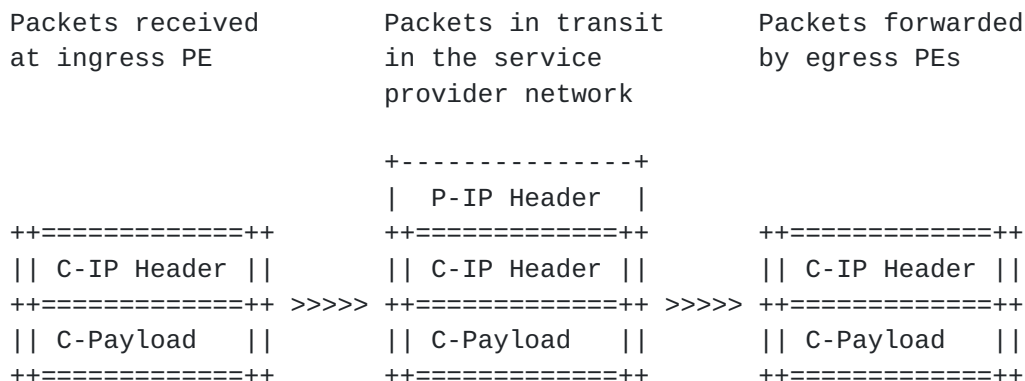 Packets received        Packets in transit      Packets forwarded
at ingress PE           in the service          by egress PEs
                        provider network

                        +---------------+
                        |  P-IP Header  |
++=============++       ++=============++       ++=============++
|| C-IP Header ||       || C-IP Header ||       || C-IP Header ||
++=============++ >>>>> ++=============++ >>>>> ++=============++
|| C-Payload   ||       || C-Payload   ||       || C-Payload   ||
++=============++       ++=============++       ++=============++